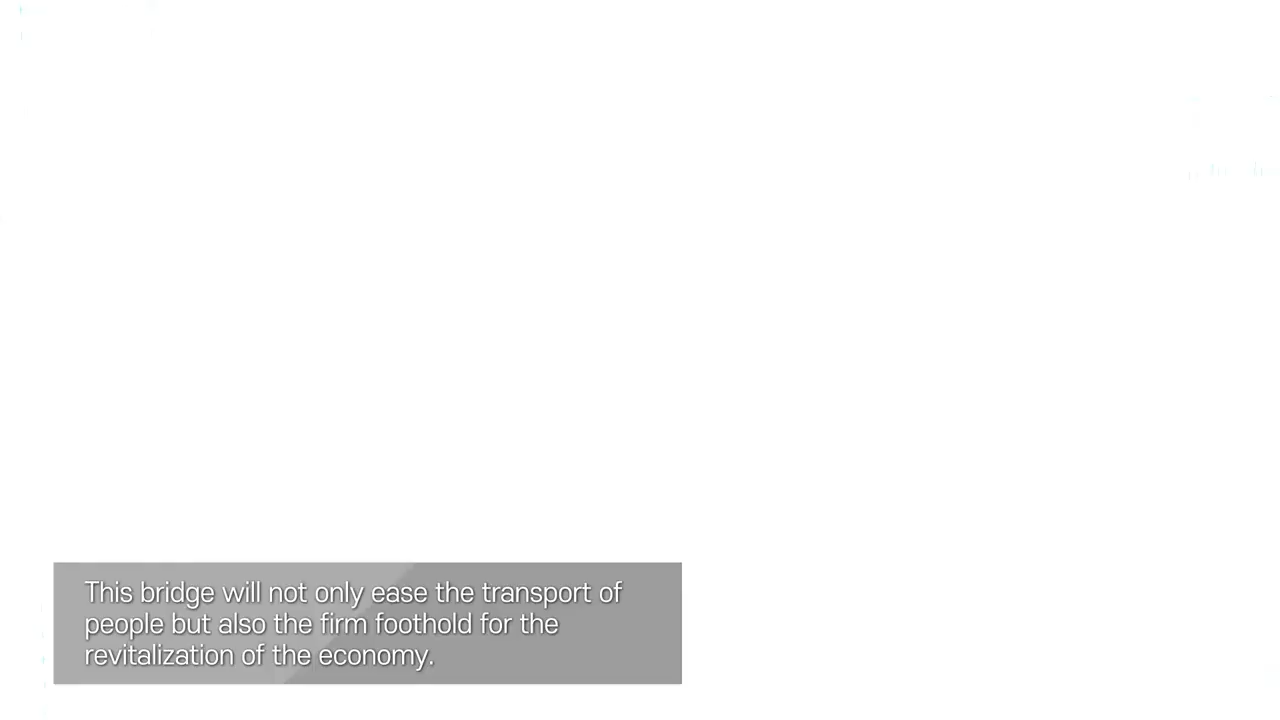 This bridge will not only ease the transport of
people but also the firm foothold for the
revitalization of the economy.